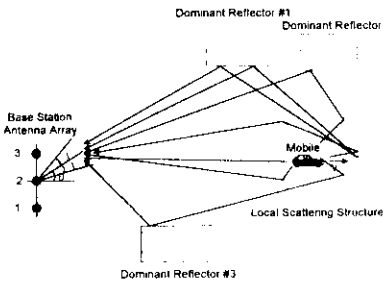 Dominant Reflector #1
Dominant Reflector
Base Station
Antenna Array
3
2
1
Mobile
Local Scattering Structure
Dominant Reflector #3